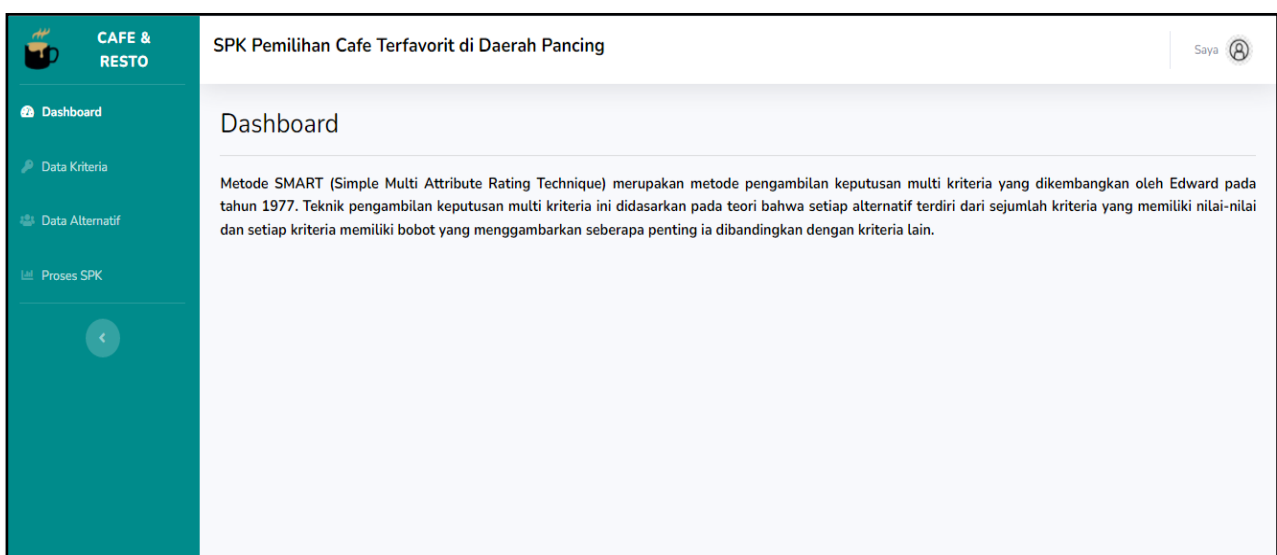 CAFE &
RESTO
SPK Pemilihan Cafe Terfavorit di Daerah Pancing
Saya
Dashboard
Data Kriteria
Data Alternatif
Proses SPK
Dashboard
Metode SMART (Simple Multi Attribute Rating Technique) merupakan metode pengambilan keputusan multi kriteria yang dikembangkan oleh Edward pada
tahun 1977. Teknik pengambilan keputusan multi kriteria ini didasarkan pada teori bahwa setiap alternatif terdiri dari sejumlah kriteria yang memiliki nilai-nilai
dan setiap kriteria memiliki bobot yang menggambarkan seberapa penting ia dibandingkan dengan kriteria lain.